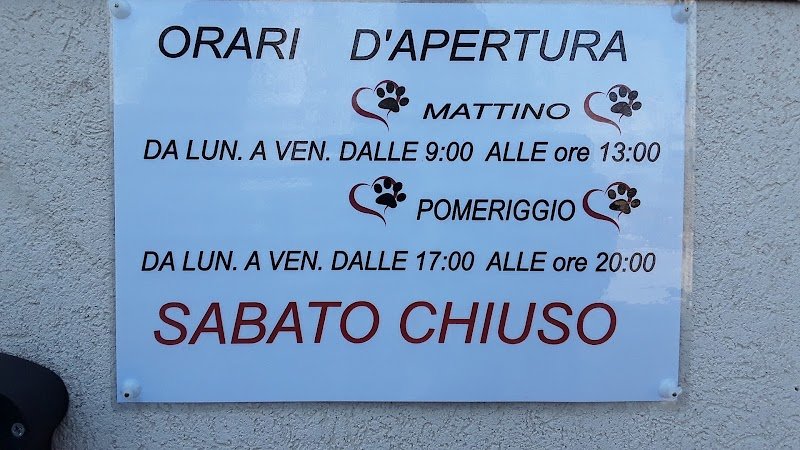 ORARI D'APERTURA
MATTINO
DA LUN. A VEN. DALLE 9:00 ALLE ore 13:00
POMERIGGIO
DA LUN. A VEN. DALLE 17:00 ALLE ore 20:00
SABATO CHIUSO